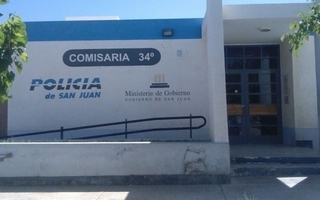 COMISARIA 34º
POLICIA
de SAN JUAN
Ministerio de Gobierno
GOBIERNO DE SAN JUAN